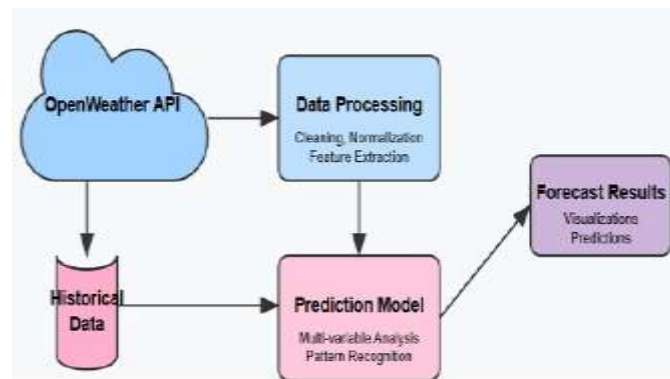 OpenWeather API
Data Processing
Cleaning, Normalization
Feature Extraction
Forecast Results
Visualizations
Predictions
Historical
Data
Prediction Model
Multi-variable Analysis
Pattern Recognition